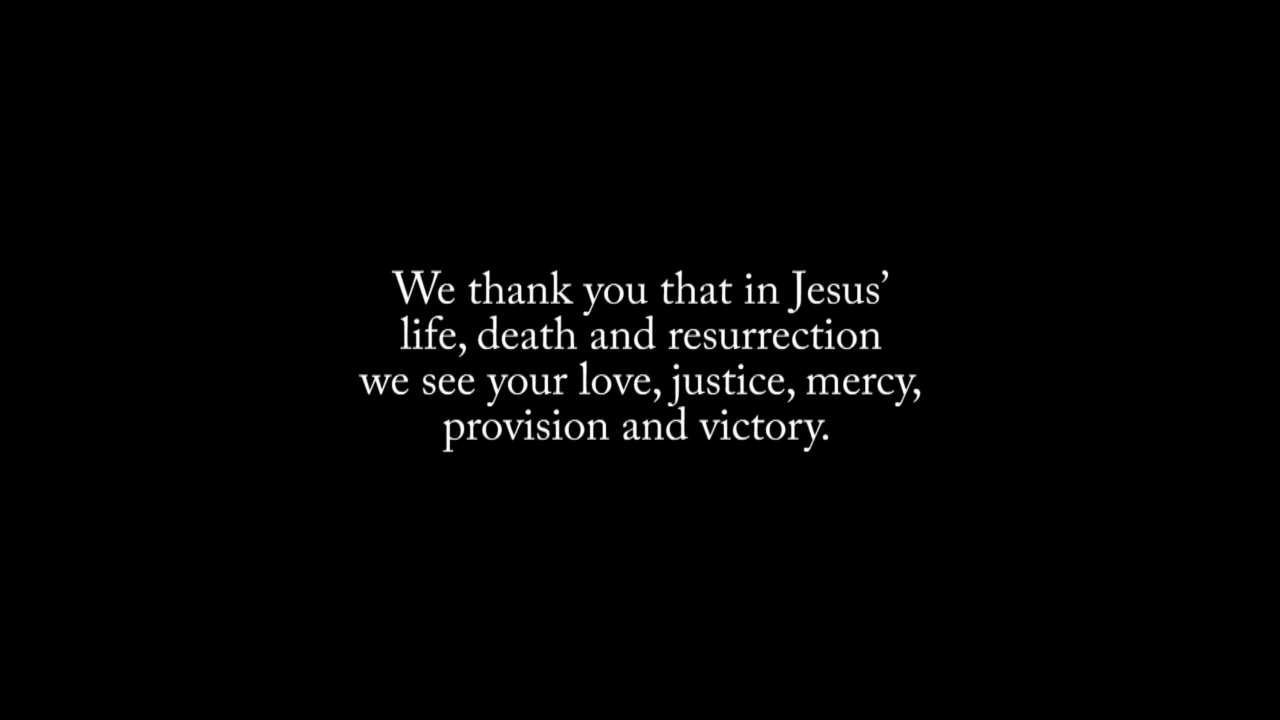 We thank you that in Jesus’
life, death and resurrection
we see your love, justice, mercy,
provision and victory.